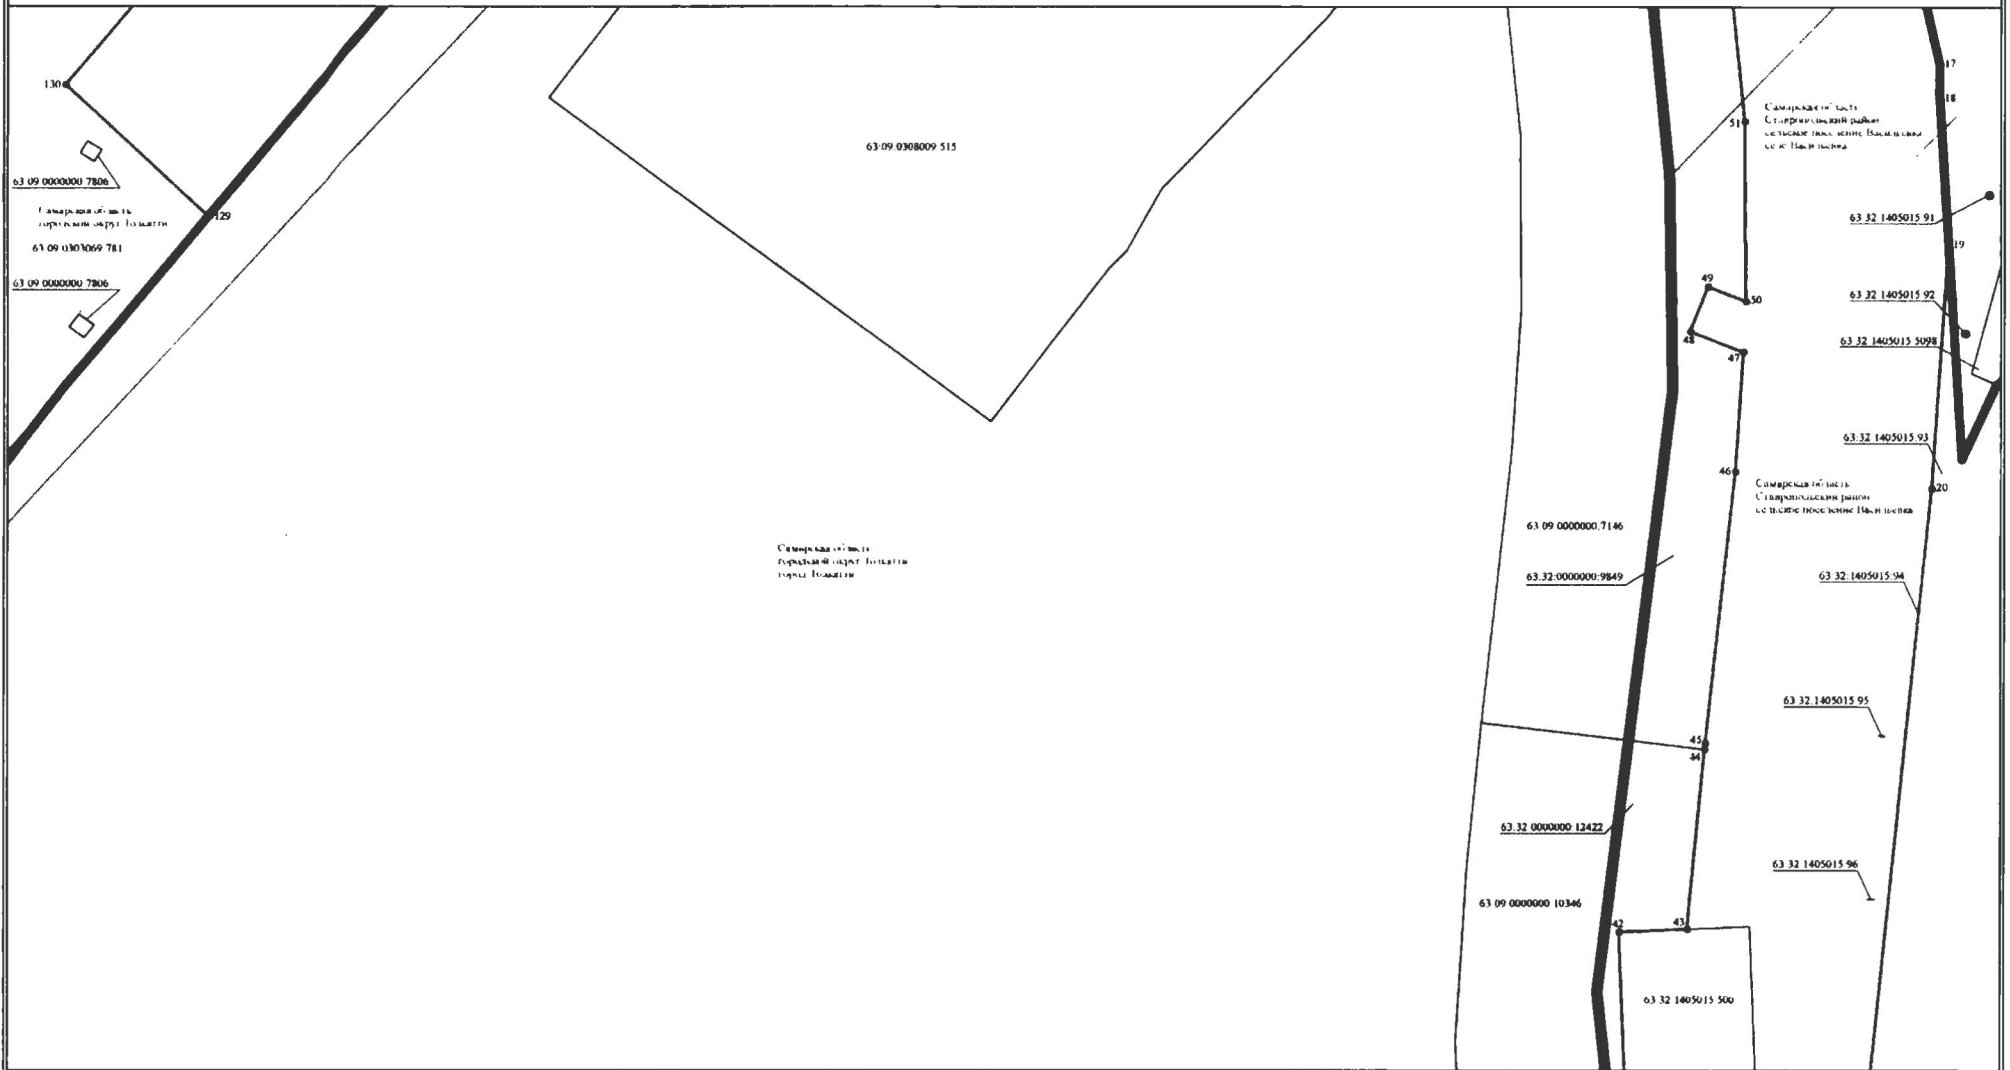 130
63 09 0000000 7806
Самарская область
городской округ Тольятти
63 09 0303069 781
63 09 0000000 7806
129
63:09:0308009 515
Самарская область
городской округ Тольятти
город Тольятти
17
18
Самарская область
Ставропольский район
сельское поселение Васильевка
село Васильевка
51
63 32 1405015 91
19
49
50
63 32 1405015 92
48
47
63 32 1405015 5098
63:32 1405015:93
46
Самарская область
Ставропольский район
сельское поселение Васильевка
20
63 09 0000000:7146
63:32:0000000:9849
63 32:1405015:94
63 32:1405015 95
45
44
63:32 0000000 12422
63 32 1405015 96
63 09 0000000 10346
42
43
63 32 1405015 500